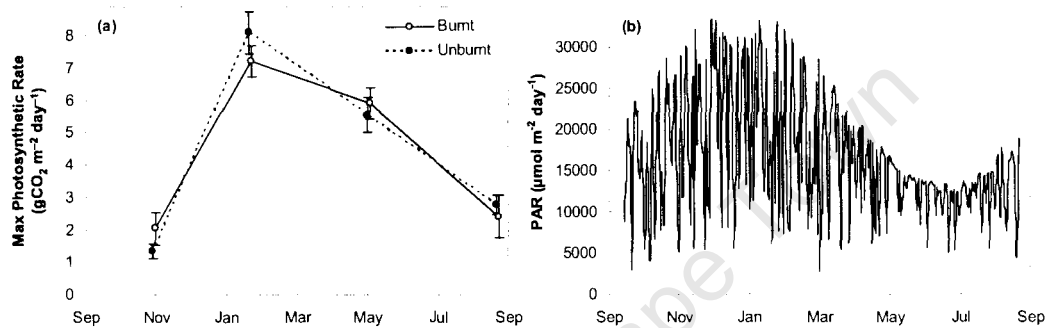 (a)
Burnt
Unburnt
Max Photosynthetic Rate
(gCO₂ m⁻² day⁻¹)
8
7
6
5
4
3
2
1
0
Sep Nov Jan Mar May Jul Sep
(b)
PAR (µmol m⁻² day⁻¹)
30000
25000
20000
15000
10000
5000
0
Sep Nov Jan Mar May Jul Sep